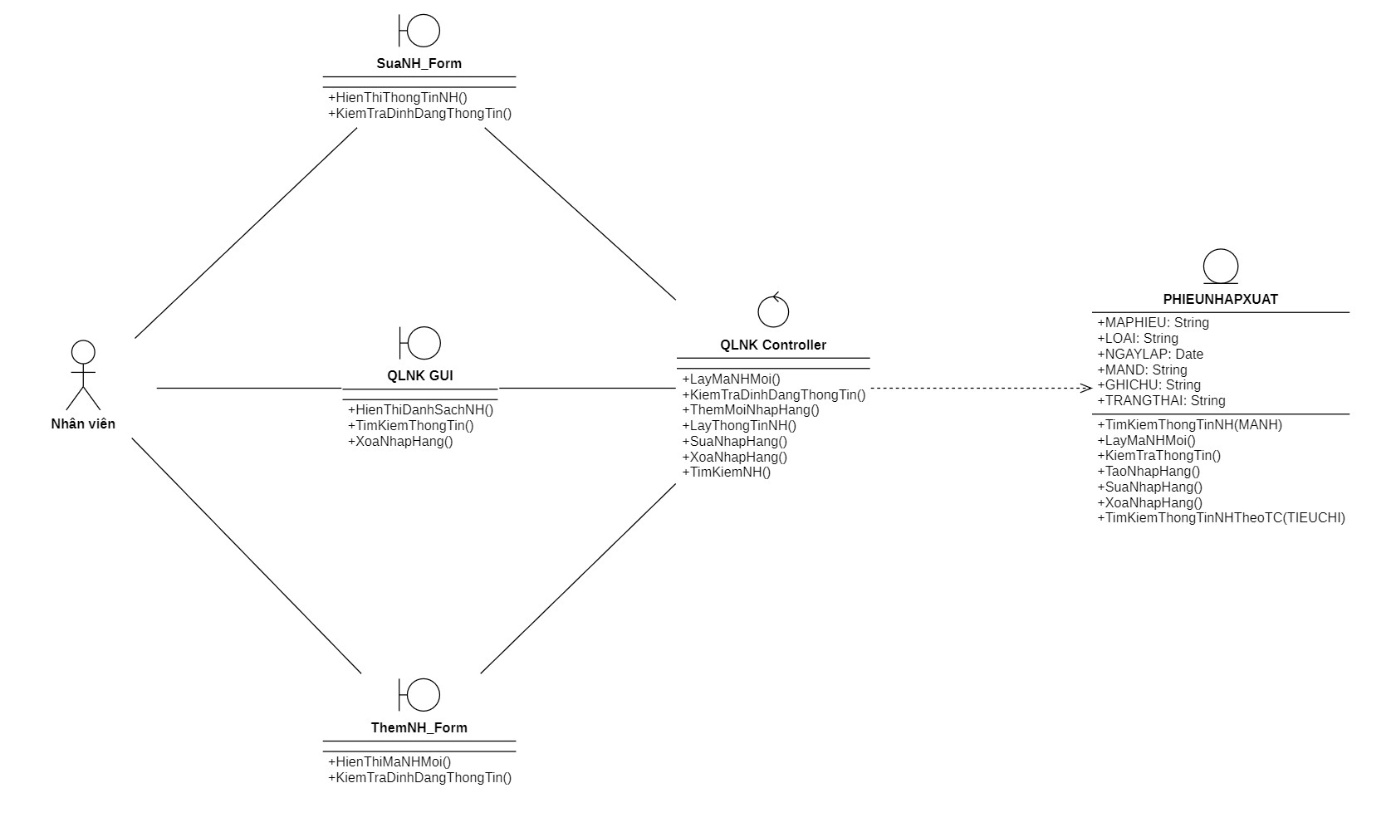 SuaNH_Form
+HienThiThongTinNH()
+KiemTraDinhDangThongTin()
Nhân viên
QLNK GUI
+HienThiDanhSachNH()
+TimKiemThongTin()
+XoaNhapHang()
QLNK Controller
+LayMaNHMoi()
+KiemTraDinhDangThongTin()
+ThemMoiNhapHang()
+LayThongTinNH()
+SuaNhapHang()
+XoaNhapHang()
+TimKiemNH()
PHIEUNHAPXUAT
+MAPHIEU: String
+LOAI: String
+NGAYLAP: Date
+MAND: String
+GHICHU: String
+TRANGTHAI: String
+TimKiemThongTinNH(MANH)
+LayMaNHMoi()
+KiemTraThongTin()
+TaoNhapHang()
+SuaNhapHang()
+XoaNhapHang()
+TimKiemThongTinNHTheoTC(TIEUCHI)
ThemNH_Form
+HienThiMaNHMoi()
+KiemTraDinhDangThongTin()